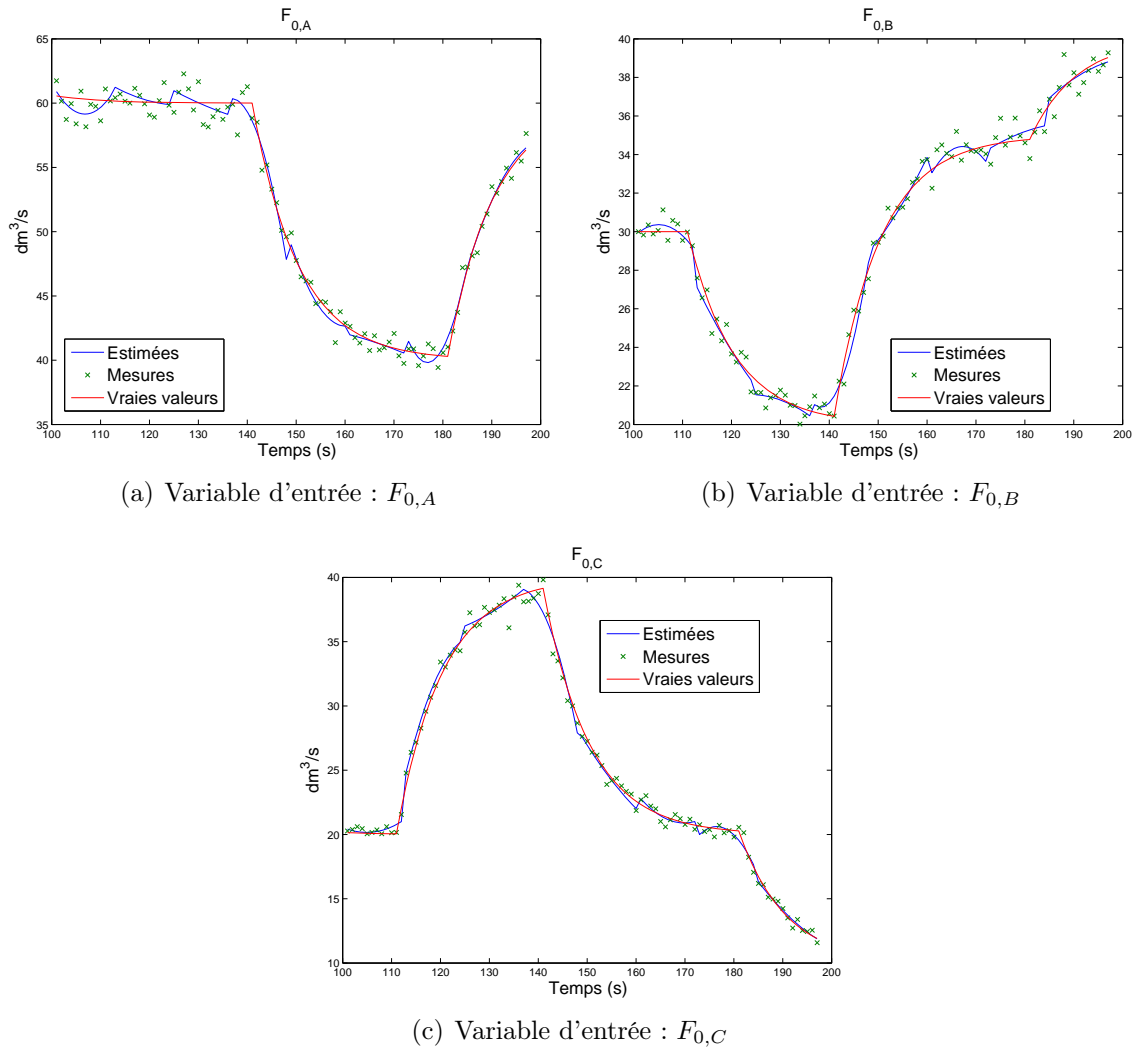 F0,A
65
60
55
50
45
40
35
dm³/s
100 110 120 130 140 150 160 170 180 190 200
Temps (s)
Estimées
Mesures
Vraies valeurs
(a) Variable d'entrée : F0,A
F0,B
40
38
36
34
32
30
28
26
24
22
20
dm³/s
100 110 120 130 140 150 160 170 180 190 200
Temps (s)
Estimées
Mesures
Vraies valeurs
(b) Variable d'entrée : F0,B
F0,C
40
35
30
25
20
15
10
dm³/s
100 110 120 130 140 150 160 170 180 190 200
Temps (s)
Estimées
Mesures
Vraies valeurs
(c) Variable d'entrée : F0,C